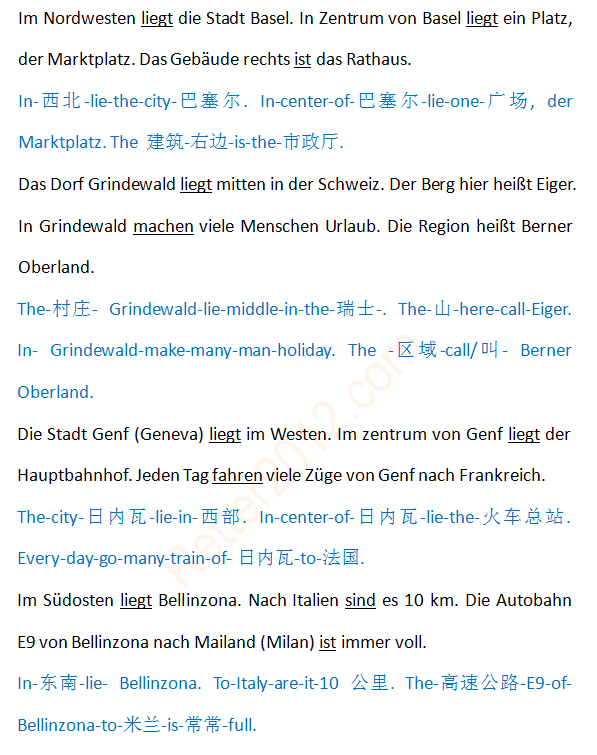 Im Nordwesten liegt die Stadt Basel. In Zentrum von Basel liegt ein Platz,
der Marktplatz. Das Gebäude rechts ist das Rathaus.
In-西北-lie-the-city-巴塞尔. In-center-of-巴塞尔-lie-one-广场, der
Marktplatz. The 建筑-右边-is-the-市政厅.
Das Dorf Grindewald liegt mitten in der Schweiz. Der Berg hier heißt Eiger.
In Grindewald machen viele Menschen Urlaub. Die Region heißt Berner
Oberland.
The-村庄- Grindewald-lie-middle-in-the-瑞士-. The-山-here-call-Eiger.
In- Grindewald-make-many-man-holiday. The -区域-call/叫- Berner
Oberland.
Die Stadt Genf (Geneva) liegt im Westen. Im zentrum von Genf liegt der
Hauptbahnhof. Jeden Tag fahren viele Züge von Genf nach Frankreich.
The-city-日内瓦-lie-in-西部. In-center-of-日内瓦-lie-the-火车总站.
Every-day-go-many-train-of- 日内瓦-to-法国.
Im Südosten liegt Bellinzona. Nach Italien sind es 10 km. Die Autobahn
E9 von Bellinzona nach Mailand (Milan) ist immer voll.
In-东南-lie- Bellinzona. To-Italy-are-it-10 公里. The-高速公路-E9-of-
Bellinzona-to-米兰-is-常常-full.
Retter2012.com